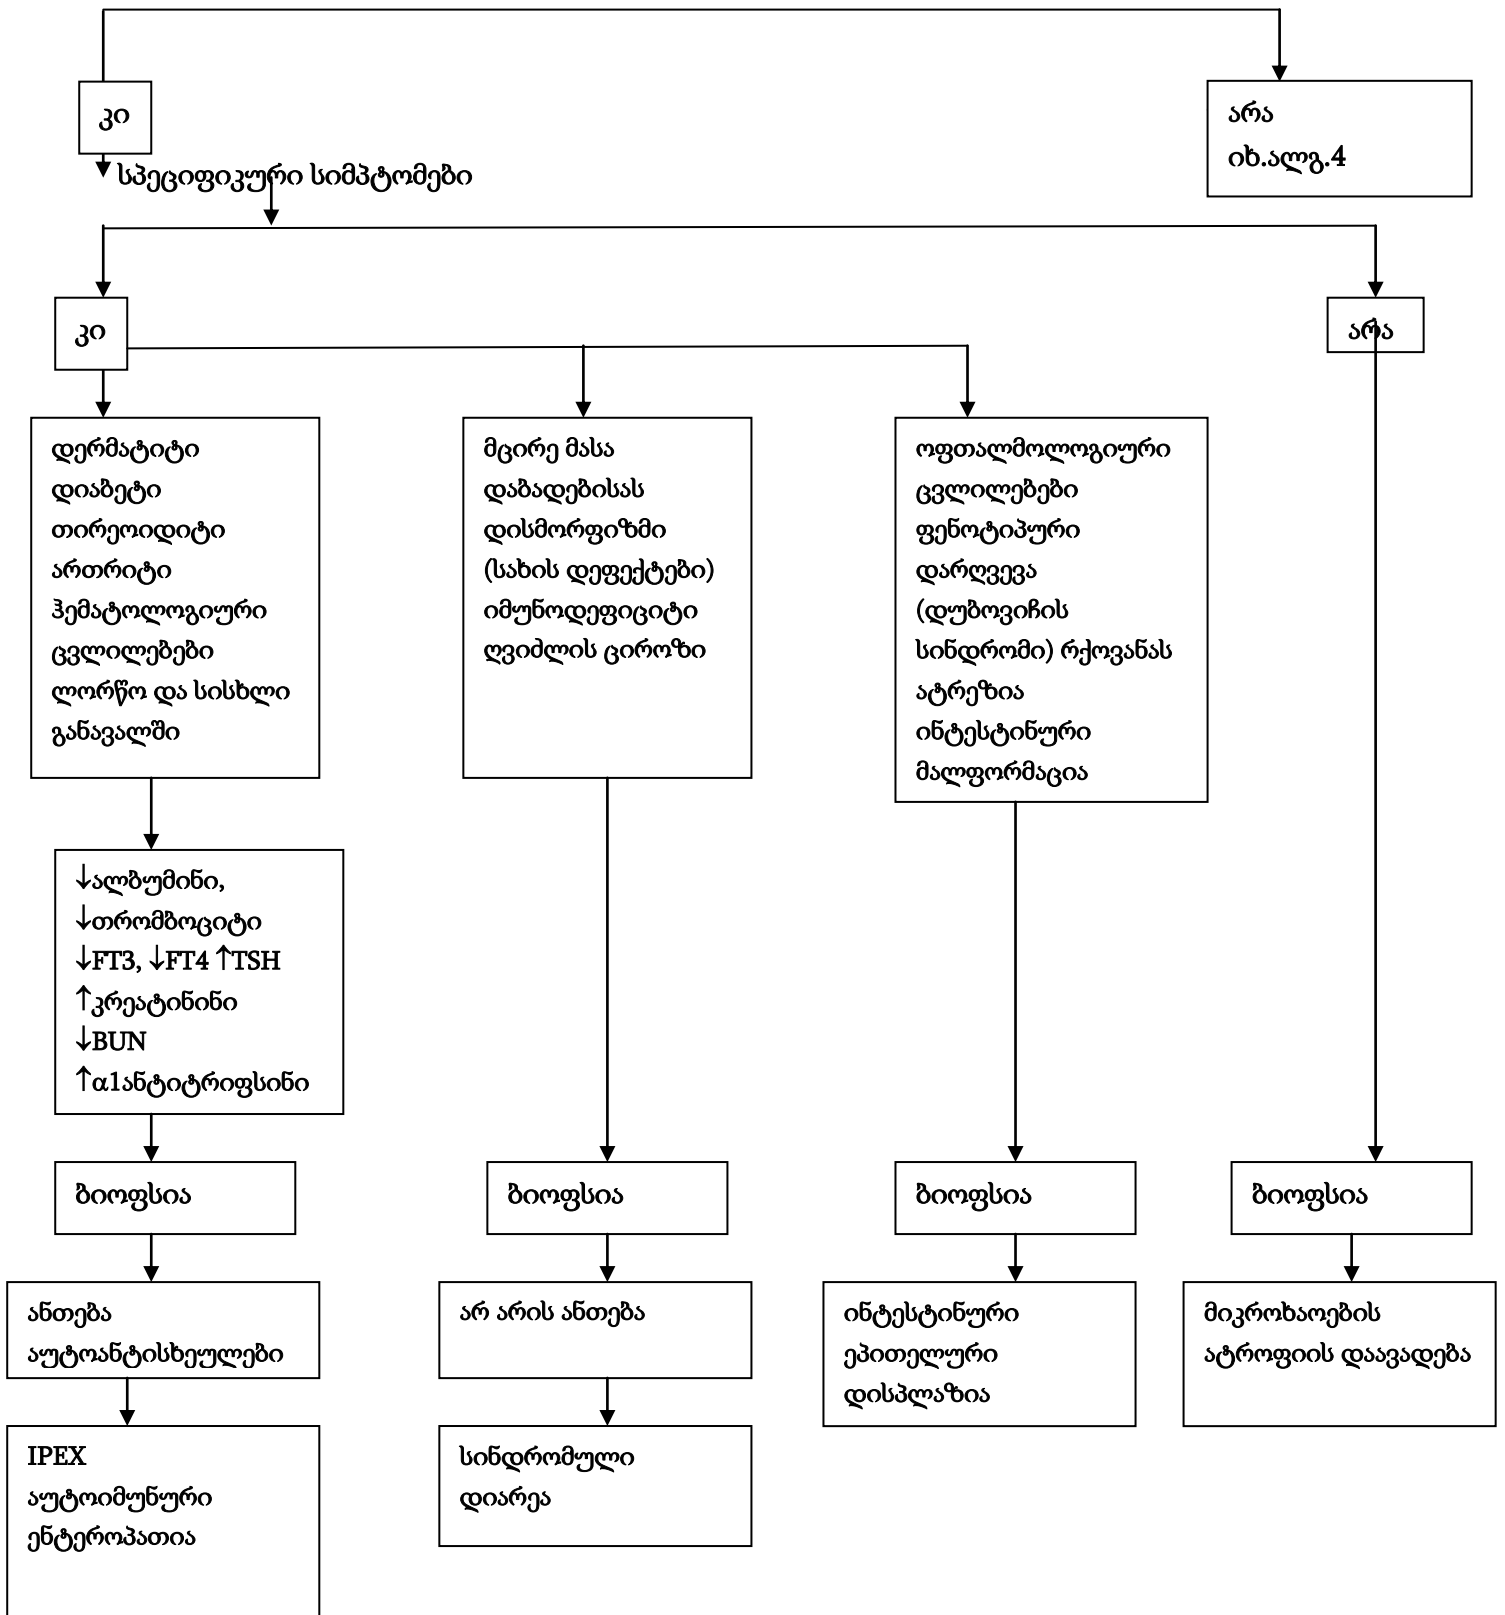 კი
არა
იხ.ალგ.4
სპეციფიკური სიმპტომები
კი
არა
დერმატიტი
დიაბეტი
თირეოიდიტი
ართრიტი
ჰემატოლოგიური
ცვლილებები
ლორწო და სისხლი
განავალში
მცირე მასა
დაბადებისას
დისმორფიზმი
(სახის დეფექტები)
იმუნოდეფიციტი
ღვიძლის ციროზი
ოფთალმოლოგიური
ცვლილებები
ფენოტიპური
დარღვევა
(დუბოვიჩის
სინდრომი) რქოვანას
ატრეზია
ინტესტინური
მალფორმაცია
↓ალბუმინი,
↓თრომბოციტი
↓FT3, ↓FT4 ↑TSH
↑კრეატინინი
↓BUN
↑α1ანტიტრიფსინი
ბიოფსია
ბიოფსია
ბიოფსია
ბიოფსია
ანთება
აუტოანტისხეულები
არ არის ანთება
ინტესტინური
ეპითელური
დისპლაზია
მიკროხაოების
ატროფიის დაავადება
IPEX
აუტოიმუნური
ენტეროპათია
სინდრომული
დიარეა